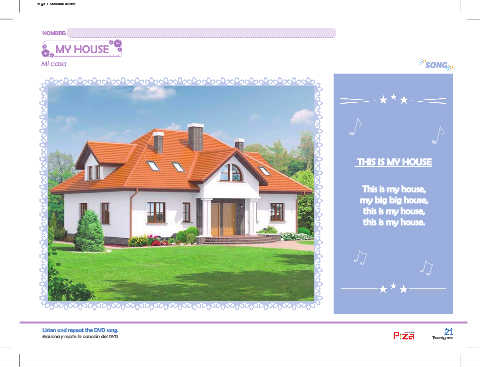 NOMBRE:
MY HOUSE
Mi casa
SONG
THIS IS MY HOUSE
This is my house,
my big big house,
this is my house,
this is my house.
Listen and repeat the DVD song.
Escucha y repite la canción del DVD.
21
Twenty one